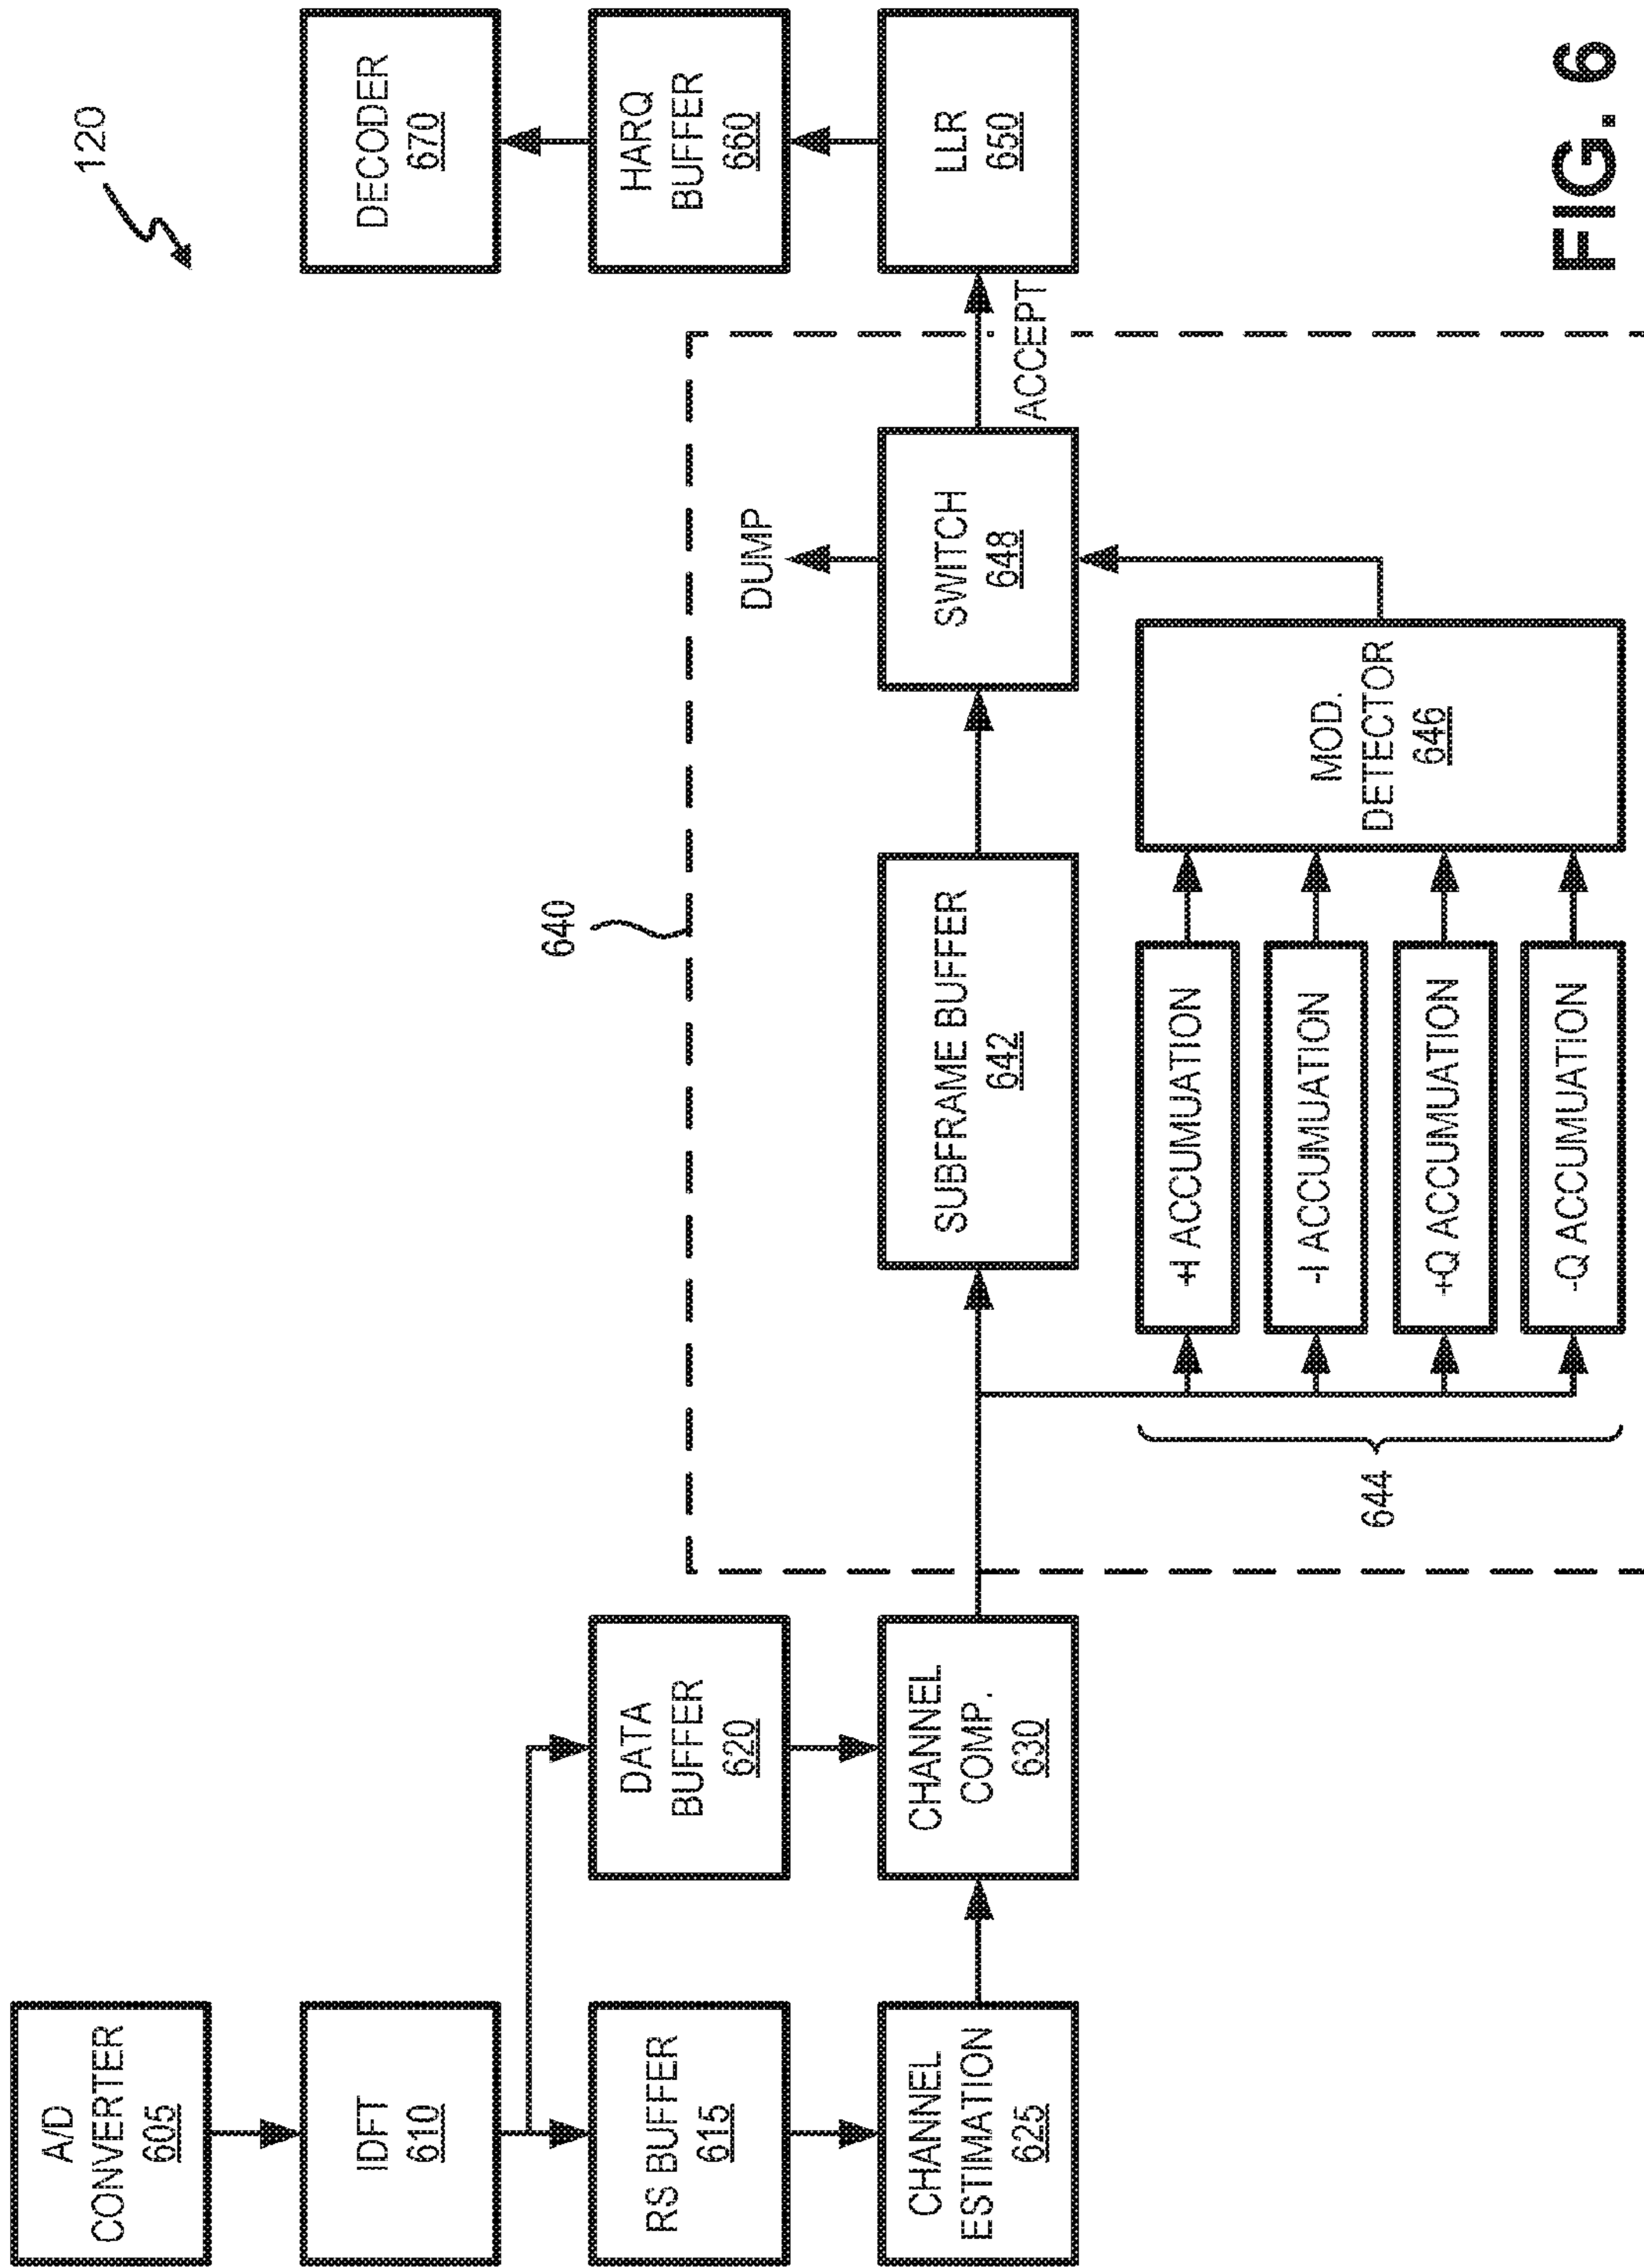 120
A/D
CONVERTER
605
IDFT
610
RS BUFFER
615
CHANNEL
ESTIMATION
625
DATA
BUFFER
620
CHANNEL
COMP.
630
640
SUBFRAME BUFFER
642
644
+I ACCUMUATION
-I ACCUMUATION
+Q ACCUMUATION
-Q ACCUMUATION
MOD.
DETECTOR
646
SWITCH
648
DUMP
ACCEPT
LLR
650
HARQ
BUFFER
660
DECODER
670
FIG. 6